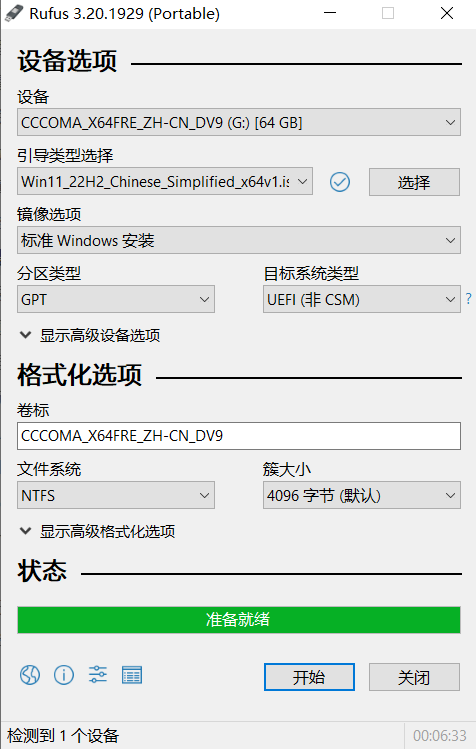 Rufus 3.20.1929 (Portable)
设备选项
设备
CCCOMA_X64FRE_ZH-CN_DV9 (G:) [64 GB]
引导类型选择
Win11_22H2_Chinese_Simplified_x64v1.is
选择
镜像选项
标准 Windows 安装
分区类型
目标系统类型
GPT
UEFI (非 CSM)
?
显示高级设备选项
格式化选项
卷标
CCCOMA_X64FRE_ZH-CN_DV9
文件系统
簇大小
NTFS
4096 字节 (默认)
显示高级格式化选项
状态
准备就绪
开始
关闭
检测到 1 个设备
00:06:33